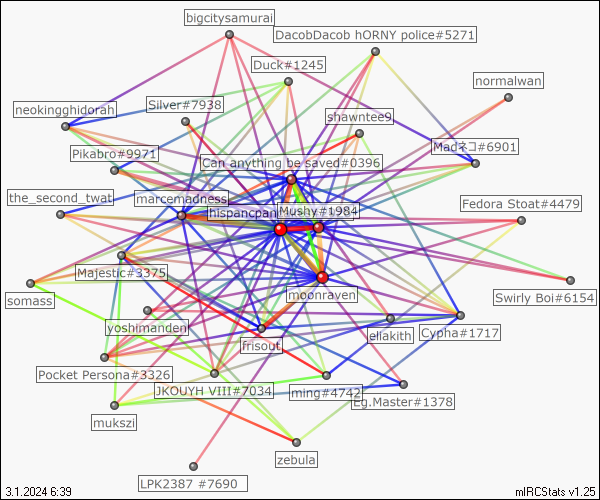 bigcitysamurai
DacobDacob hORNY police#5271
Duck#1245
normalwan
neokingghidorah
Silver#7938
shawntee9
Pikabro#9971
Madネコ#6901
Can anything be saved#0396
the_second_twat
marcemadness
Fedora Stoat#4479
hispancpan
Mushy#1984
Majestic#3375
moonraven
somass
Swirly Boi#6154
yoshimanden
frisout
ellakith
Cypha#1717
Pocket Persona#3326
JKOUYH VIII#7034
ming#4742
Eg.Master#1378
mukszi
zebula
LPK2387 #7690
3.1.2024 6:39
mIRCStats v1.25